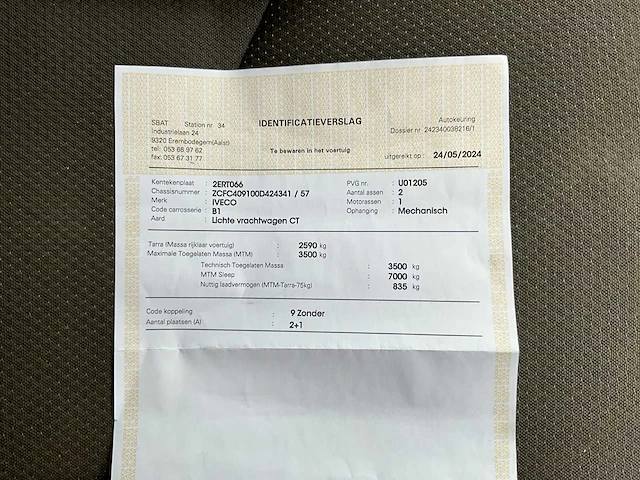 SBAT Station nr 34
Industrielaan 24
9320 Erembodegem(Aalst)
tel: 053 66 97 62
fax: 053 67 31 77
IDENTIFICATIEVERSLAG
Te bewaren in het voertuig
Autokeuring
Dossier nr 242340038216/1
uitgereikt op : 24/05/2024
Kentekenplaat : 2ERT066
Chassisnummer : ZCFC409100D424341 / 57
Merk : IVECO
Code carrosserie : B1
Aard : Lichte vrachtwagen CT
PVG nr. : U01205
Aantal assen : 2
Motorassen : 1
Ophanging : Mechanisch
Tarra (Massa rijklaar voertuig) : 2590 kg
Maximale Toegelaten Massa (MTM) : 3500 kg
Technisch Toegelaten Massa : 3500 kg
MTM Sleep : 7000 kg
Nuttig laadvermogen (MTM-Tarra-75kg) : 835 kg
Code koppeling : 9 Zonder
Aantal plaatsen (A) : 2+1